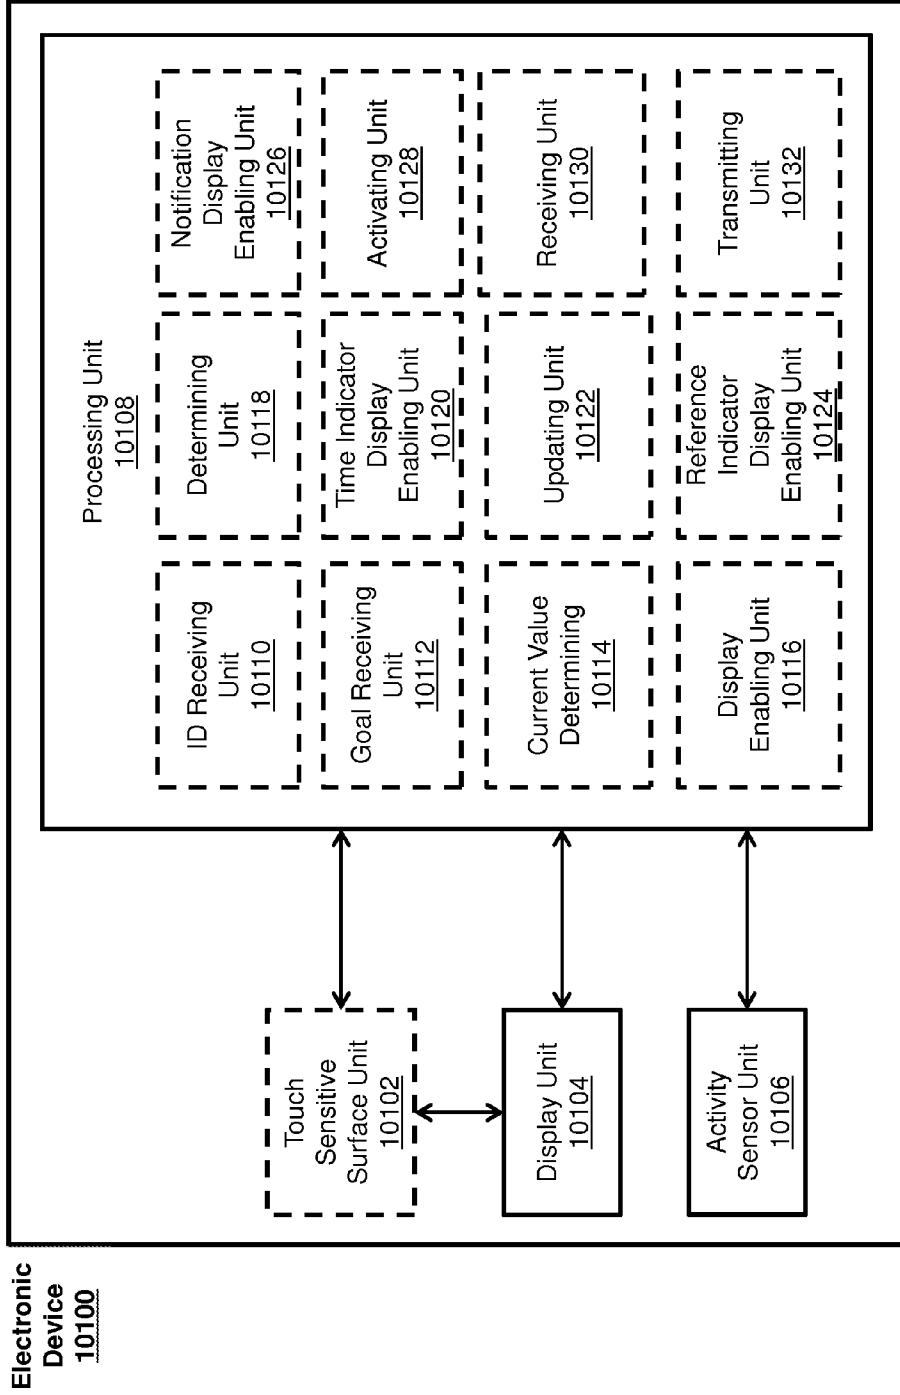 Electronic
Device
10100
Touch
Sensitive
Surface Unit
10102
Display Unit
10104
Activity
Sensor Unit
10106
Processing Unit
10108
ID Receiving
Unit
10110
Goal Receiving
Unit
10112
Current Value
Determining
10114
Display
Enabling Unit
10116
Determining
Unit
10118
Time Indicator
Display
Enabling Unit
10120
Updating Unit
10122
Reference
Indicator
Display
Enabling Unit
10124
Notification
Display
Enabling Unit
10126
Activating Unit
10128
Receiving Unit
10130
Transmitting
Unit
10132